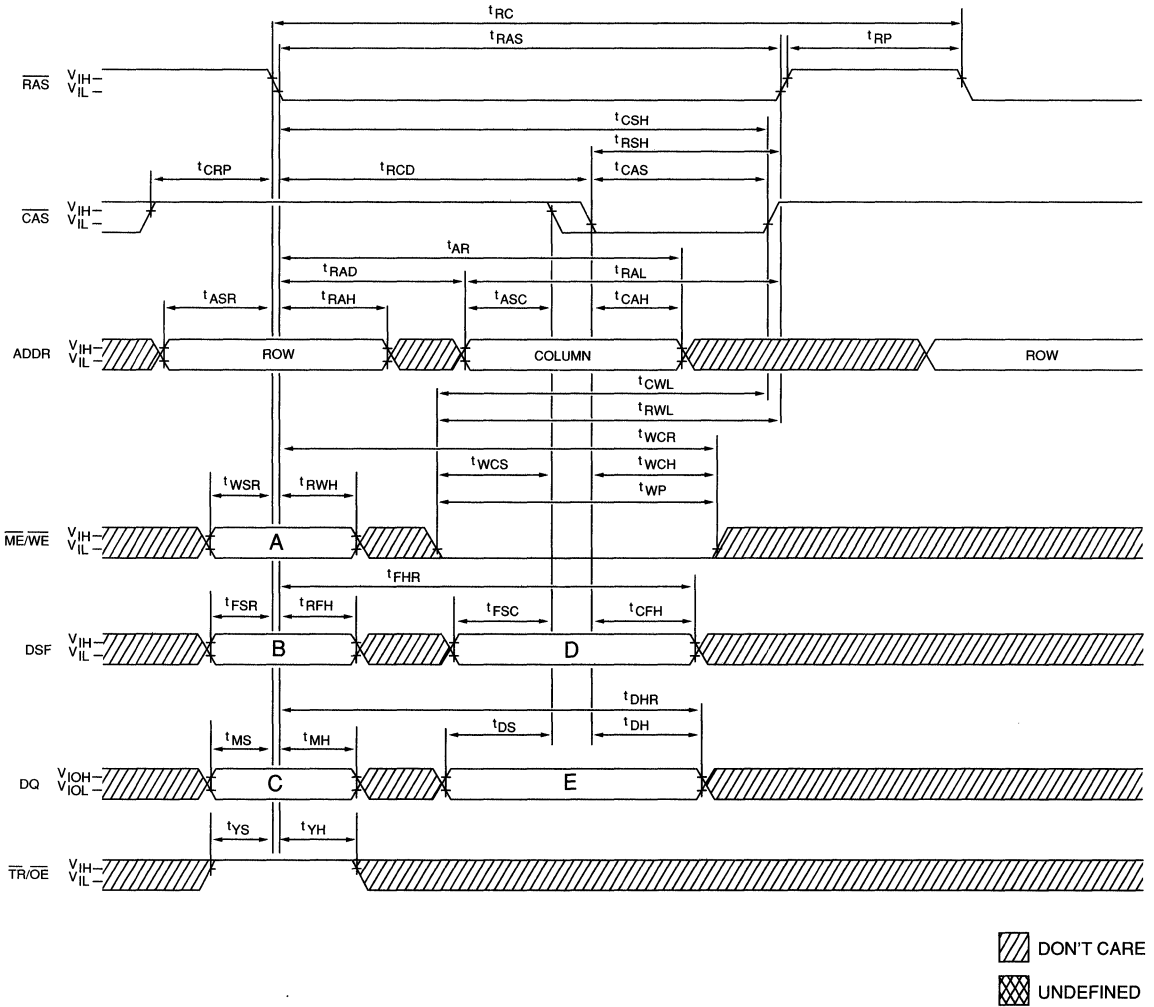 tRC
tRAS
tRP
RAS
VIH
VIL
tCSH
tRSH
tCRP
tRCD
tCAS
CAS
VIH
VIL
tAR
tRAD
tRAL
tASR
tRAH
tASC
tCAH
ADDR
VIH
VIL
ROW
COLUMN
ROW
tCWL
tRWL
tWCR
tWCS
tWCH
tWSR
tRWH
tWP
ME/WE
VIH
VIL
A
tFHR
tFSR
tRFH
tFSC
tCFH
DSF
VIH
VIL
B
D
tDHR
tDS
tDH
tMS
tMH
DQ
VIOH
VIOL
C
E
tYS
tYH
TR/OE
VIH
VIL
DON'T CARE
UNDEFINED